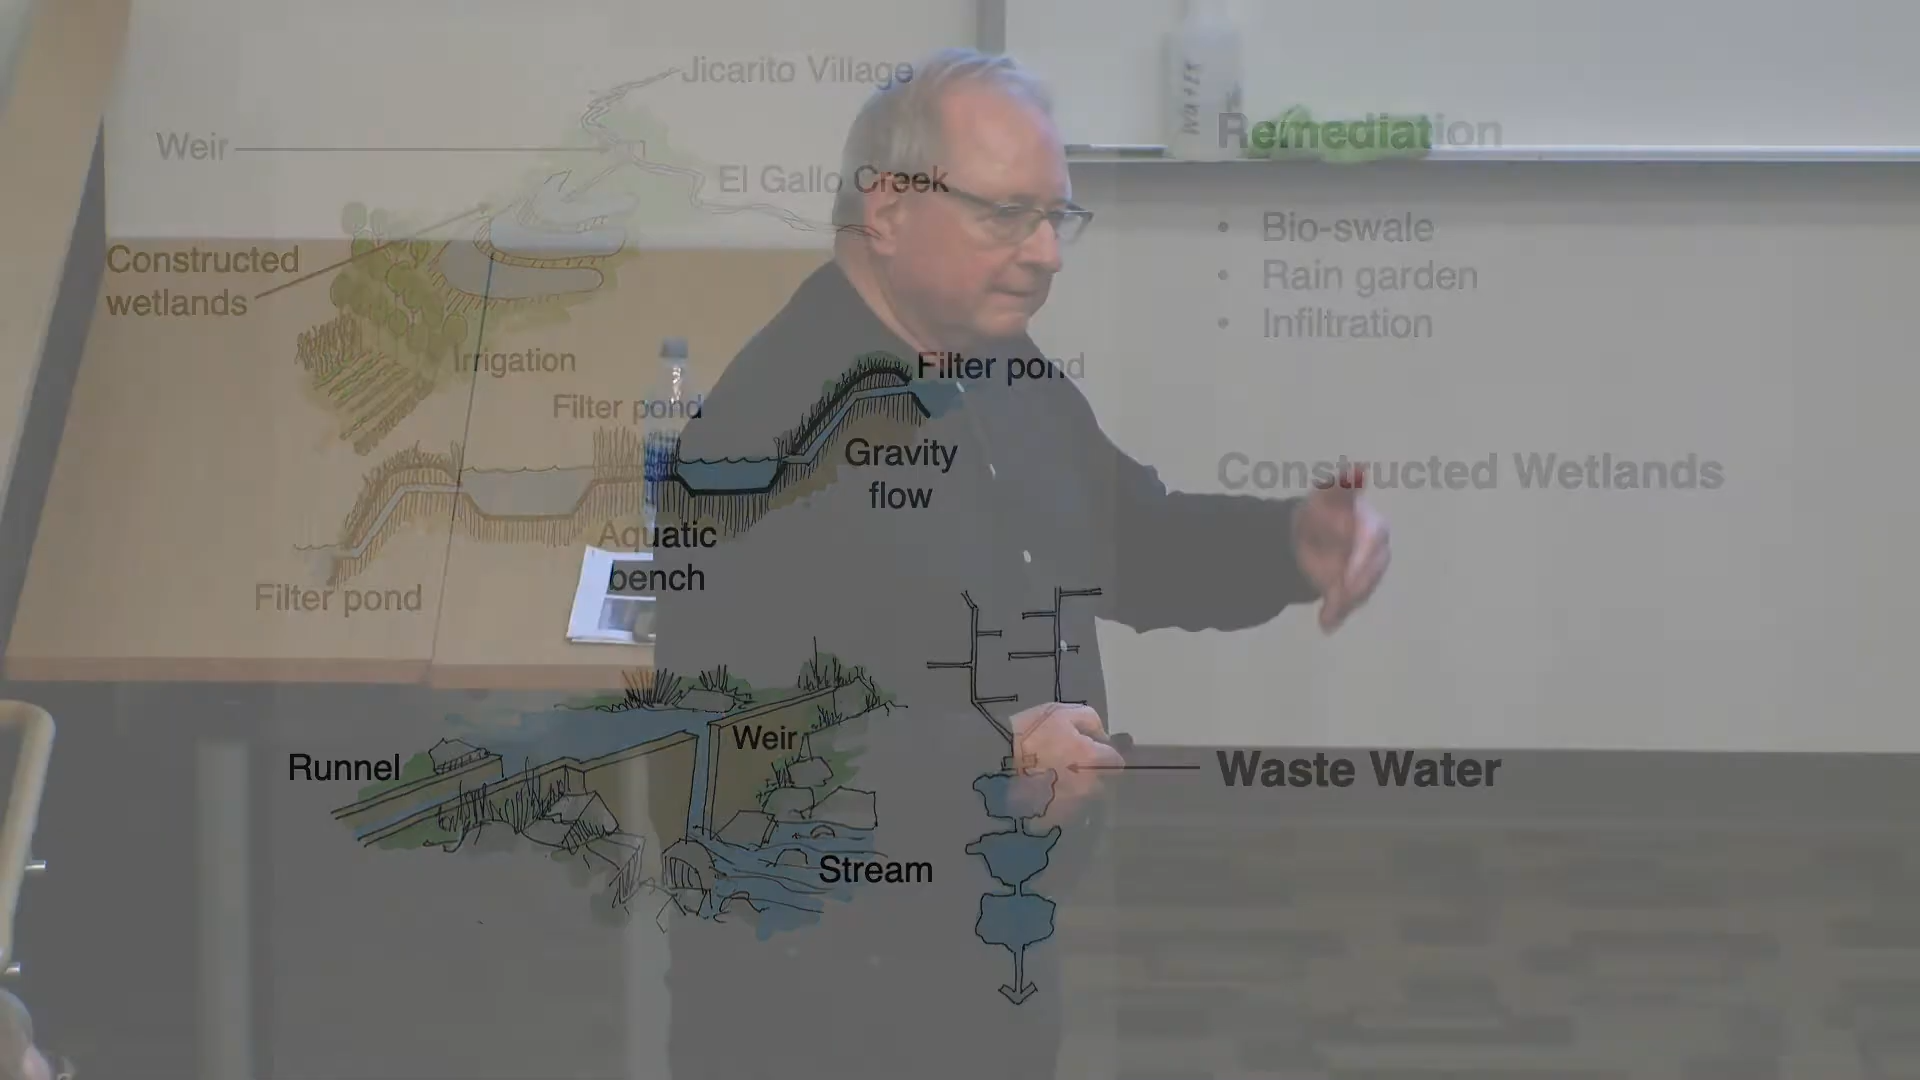 Jicarito Village
Weir
El Gallo Creek
Constructed
wetlands
Irrigation
Filter pond
Filter pond
Gravity
flow
Aquatic
bench
Filter pond
Runnel
Weir
Stream
Remediation
• Bio-swale
• Rain garden
• Infiltration
Constructed Wetlands
Waste Water
WATER